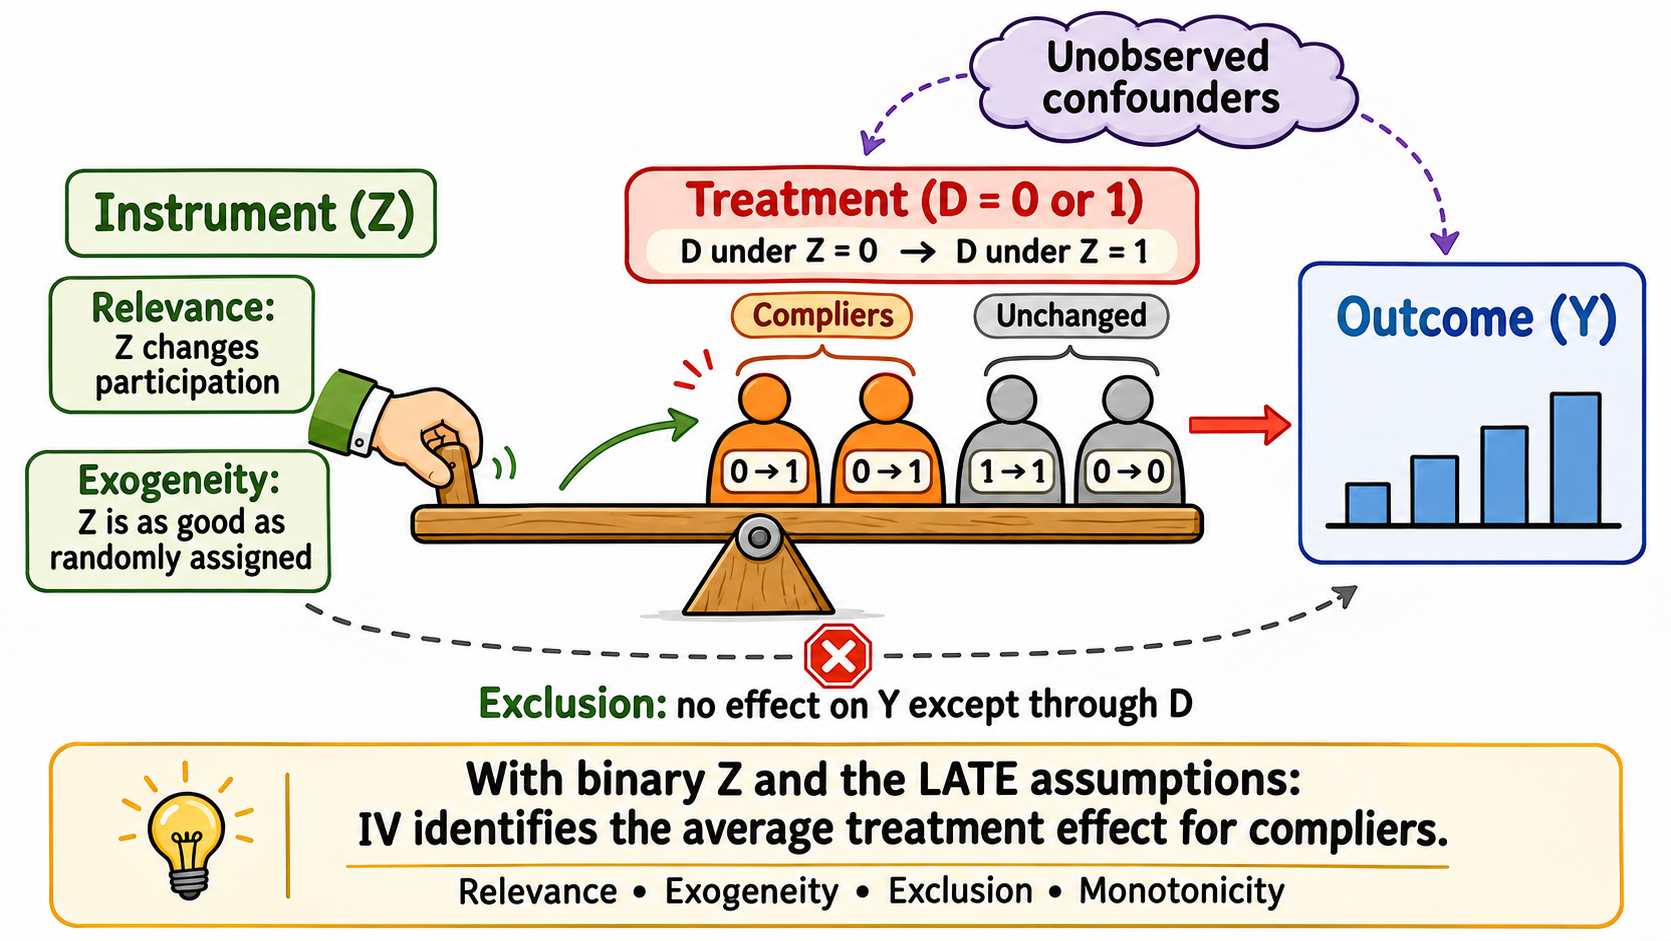 Unobserved
confounders
Instrument (Z)
Treatment (D = 0 or 1)
D under Z = 0 → D under Z = 1
Relevance:
Z changes
participation
Compliers
Unchanged
Outcome (Y)
0→1
0→1
1→1
0→0
Exogeneity:
Z is as good as
randomly assigned
Exclusion: no effect on Y except through D
With binary Z and the LATE assumptions:
IV identifies the average treatment effect for compliers.
Relevance • Exogeneity • Exclusion • Monotonicity